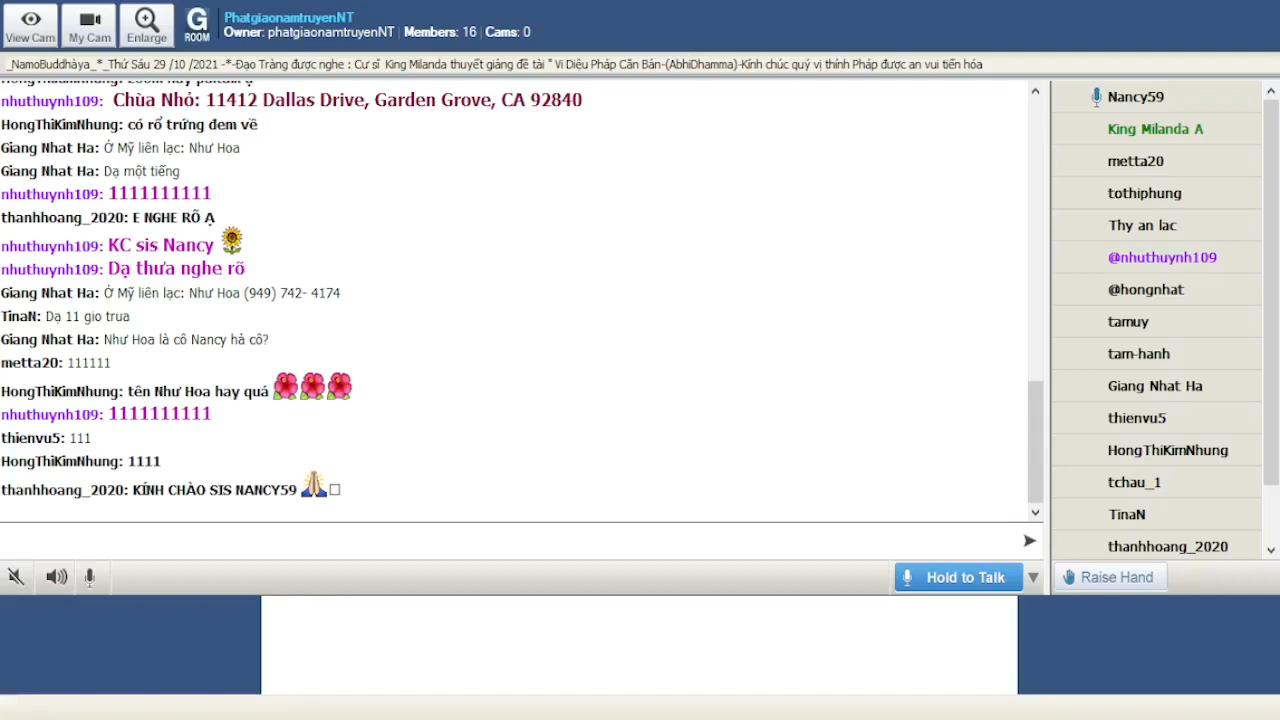 View Cam
My Cam
Enlarge
G
ROOM
PhatgiaonamtruyenNT
Owner: phatgiaonamtruyenNT | Members: 16 | Cams: 0
_NamoBuddhàya_*_Thứ Sáu 29 /10 /2021 -*-Đạo Tràng được nghe : Cư sĩ King Milanda thuyết giảng đề tài " Vi Diệu Pháp Căn Bản-(AbhiDhamma)-Kính chúc quý vị thính Pháp được an vui tiến hóa
nhuthuynh109: Chùa Nhỏ: 11412 Dallas Drive, Garden Grove, CA 92840
HongThiKimNhung: có rổ trứng đem về
Giang Nhat Ha: Ở Mỹ liên lạc: Như Hoa
Giang Nhat Ha: Dạ một tiếng
nhuthuynh109: 1111111111
thanhhoang_2020: E NGHE RÕ Ạ
nhuthuynh109: KC sis Nancy
nhuthuynh109: Dạ thưa nghe rõ
Giang Nhat Ha: Ở Mỹ liên lạc: Như Hoa (949) 742- 4174
TinaN: Dạ 11 gio trua
Giang Nhat Ha: Như Hoa là cô Nancy hả cô?
metta20: 111111
HongThiKimNhung: tên Như Hoa hay quá
nhuthuynh109: 1111111111
thienvu5: 111
HongThiKimNhung: 1111
thanhhoang_2020: KÍNH CHÀO SIS NANCY59
Hold to Talk
Nancy59
King Milanda A
metta20
tothiphung
Thy an lac
@nhuthuynh109
@hongnhat
tamuy
tam-hanh
Giang Nhat Ha
thienvu5
HongThiKimNhung
tchau_1
TinaN
thanhhoang_2020
Raise Hand